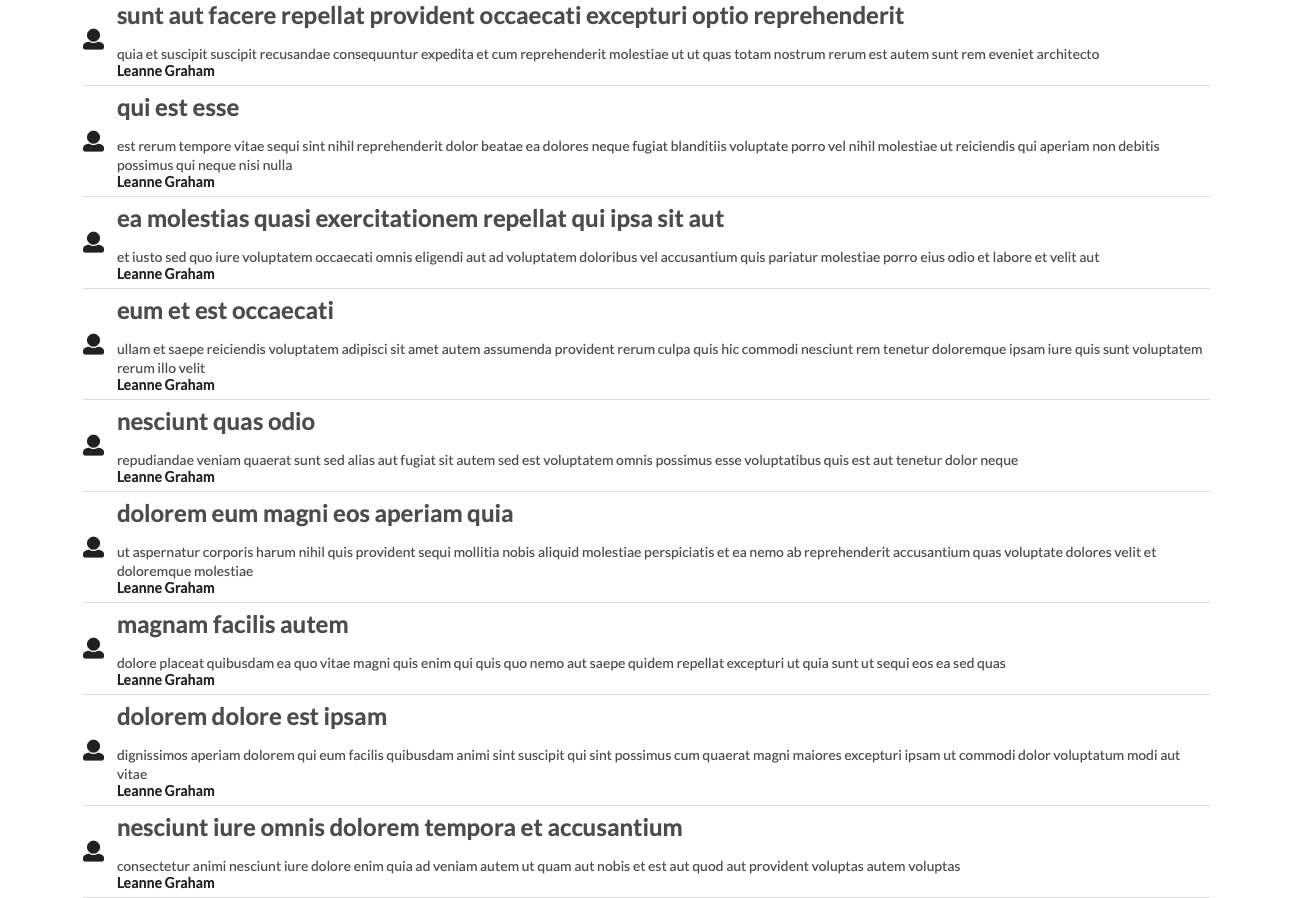 sunt aut facere repellat provident occaecati excepturi optio reprehenderit
quia et suscipit suscipit recusandae consequuntur expedita et cum reprehenderit molestiae ut ut quas totam nostrum rerum est autem sunt rem eveniet architecto
Leanne Graham
qui est esse
est rerum tempore vitae sequi sint nihil reprehenderit dolor beatae ea dolores neque fugiat blanditiis voluptate porro vel nihil molestiae ut reiciendis qui aperiam non debitis
possimus qui neque nisi nulla
Leanne Graham
ea molestias quasi exercitationem repellat qui ipsa sit aut
et iusto sed quo iure voluptatem occaecati omnis eligendi aut ad voluptatem doloribus vel accusantium quis pariatur molestiae porro eius odio et labore et velit aut
Leanne Graham
eum et est occaecati
ullam et saepe reiciendis voluptatem adipisci sit amet autem assumenda provident rerum culpa quis hic commodi nesciunt rem tenetur doloremque ipsam iure quis sunt voluptatem
rerum illo velit
Leanne Graham
nesciunt quas odio
repudiandae veniam quaerat sunt sed alias aut fugiat sit autem sed est voluptatem omnis possimus esse voluptatibus quis est aut tenetur dolor neque
Leanne Graham
dolorem eum magni eos aperiam quia
ut aspernatur corporis harum nihil quis provident sequi mollitia nobis aliquid molestiae perspiciatis et ea nemo ab reprehenderit accusantium quas voluptate dolores velit et
doloremque molestiae
Leanne Graham
magnam facilis autem
dolore placeat quibusdam ea quo vitae magni quis enim qui quis quo nemo aut saepe quidem repellat excepturi ut quia sunt ut sequi eos ea sed quas
Leanne Graham
dolorem dolore est ipsam
dignissimos aperiam dolorem qui eum facilis quibusdam animi sint suscipit qui sint possimus cum quaerat magni maiores excepturi ipsam ut commodi dolor voluptatum modi aut
vitae
Leanne Graham
nesciunt iure omnis dolorem tempora et accusantium
consectetur animi nesciunt iure dolore enim quia ad veniam autem ut quam aut nobis et est aut quod aut provident voluptas autem voluptas
Leanne Graham